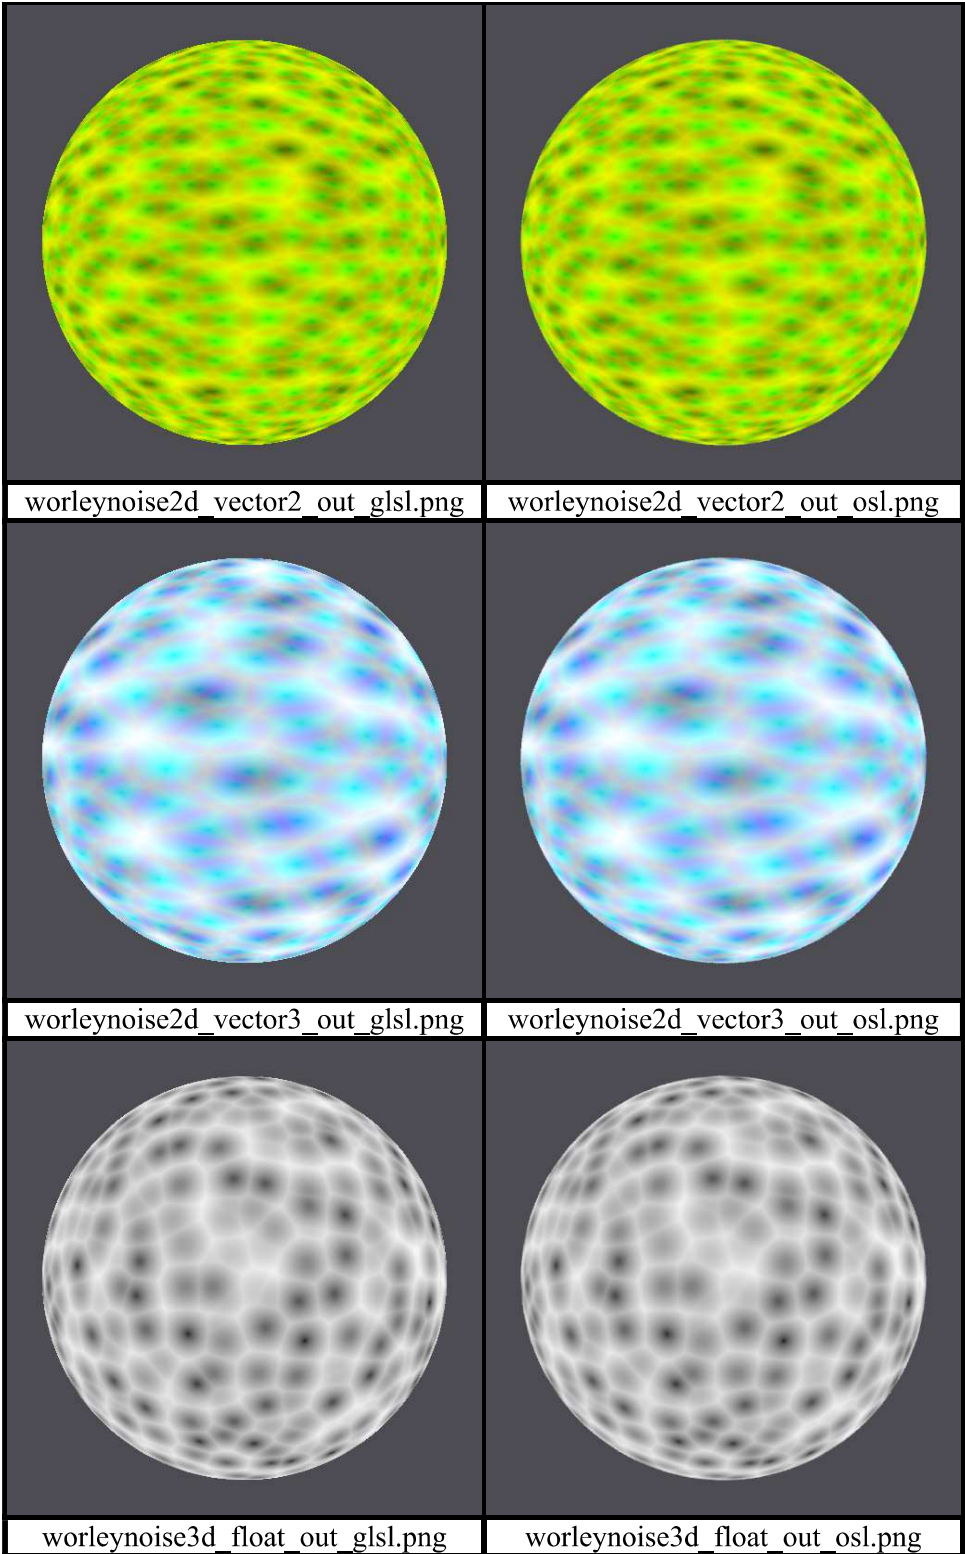 worleynoise2d_vector2_out_glsl.png
worleynoise2d_vector2_out_osl.png
worleynoise2d_vector3_out_glsl.png
worleynoise2d_vector3_out_osl.png
worleynoise3d_float_out_glsl.png
worleynoise3d_float_out_osl.png